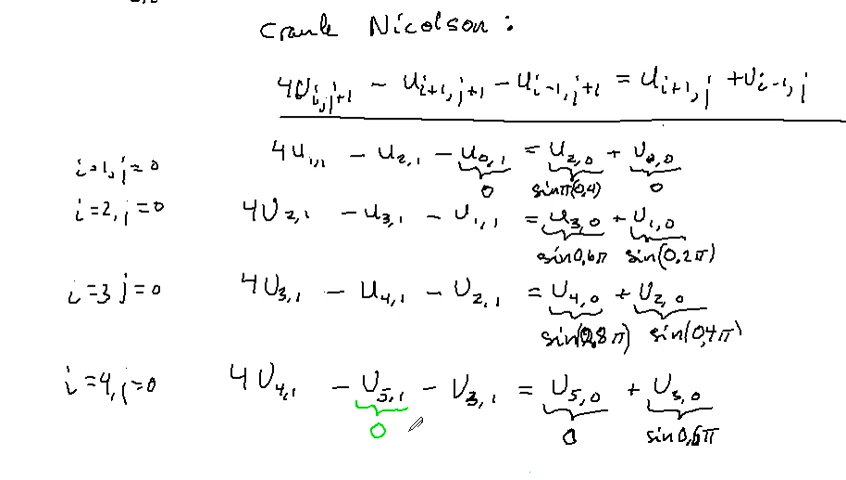 Crank Nicolson :
4U_{i,j+1} - U_{i+1,j+1} - U_{i-1,j+1} = U_{i+1,j} + U_{i-1,j}
i=1, j=0 4U_{1,1} - U_{2,1} - U_{0,1} = U_{2,0} + U_{0,0}
0 sin π(0,4) 0
i=2, j=0 4U_{2,1} - U_{3,1} - U_{1,1} = U_{3,0} + U_{1,0}
sin 0,6π sin(0,2π)
i=3 j=0 4U_{3,1} - U_{4,1} - U_{2,1} = U_{4,0} + U_{2,0}
sin(0,8π) sin(0,4π)
i=4, j=0 4U_{4,1} - U_{5,1} - U_{3,1} = U_{5,0} + U_{3,0}
0 0 sin 0,6π